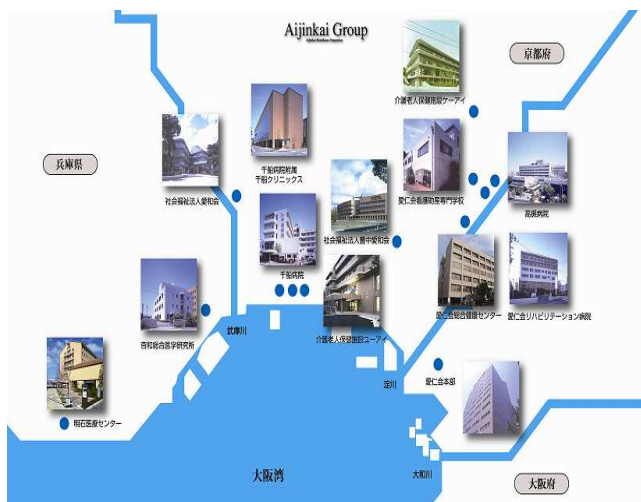 Aijinkai Group
京都府
介護老人保健施設ケーアイ
兵庫県
千船病院附属
千船クリニックス
社会福祉法人愛和会
愛仁会看護助産専門学校
高槻病院
社会福祉法人豊中愛和会
千船病院
愛仁会総合健康センター
愛仁会リハビリテーション病院
杏和総合医学研究所
武庫川
介護老人保健施設ユーアイ
淀川
愛仁会本部
明石医療センター
大阪湾
大和川
大阪府